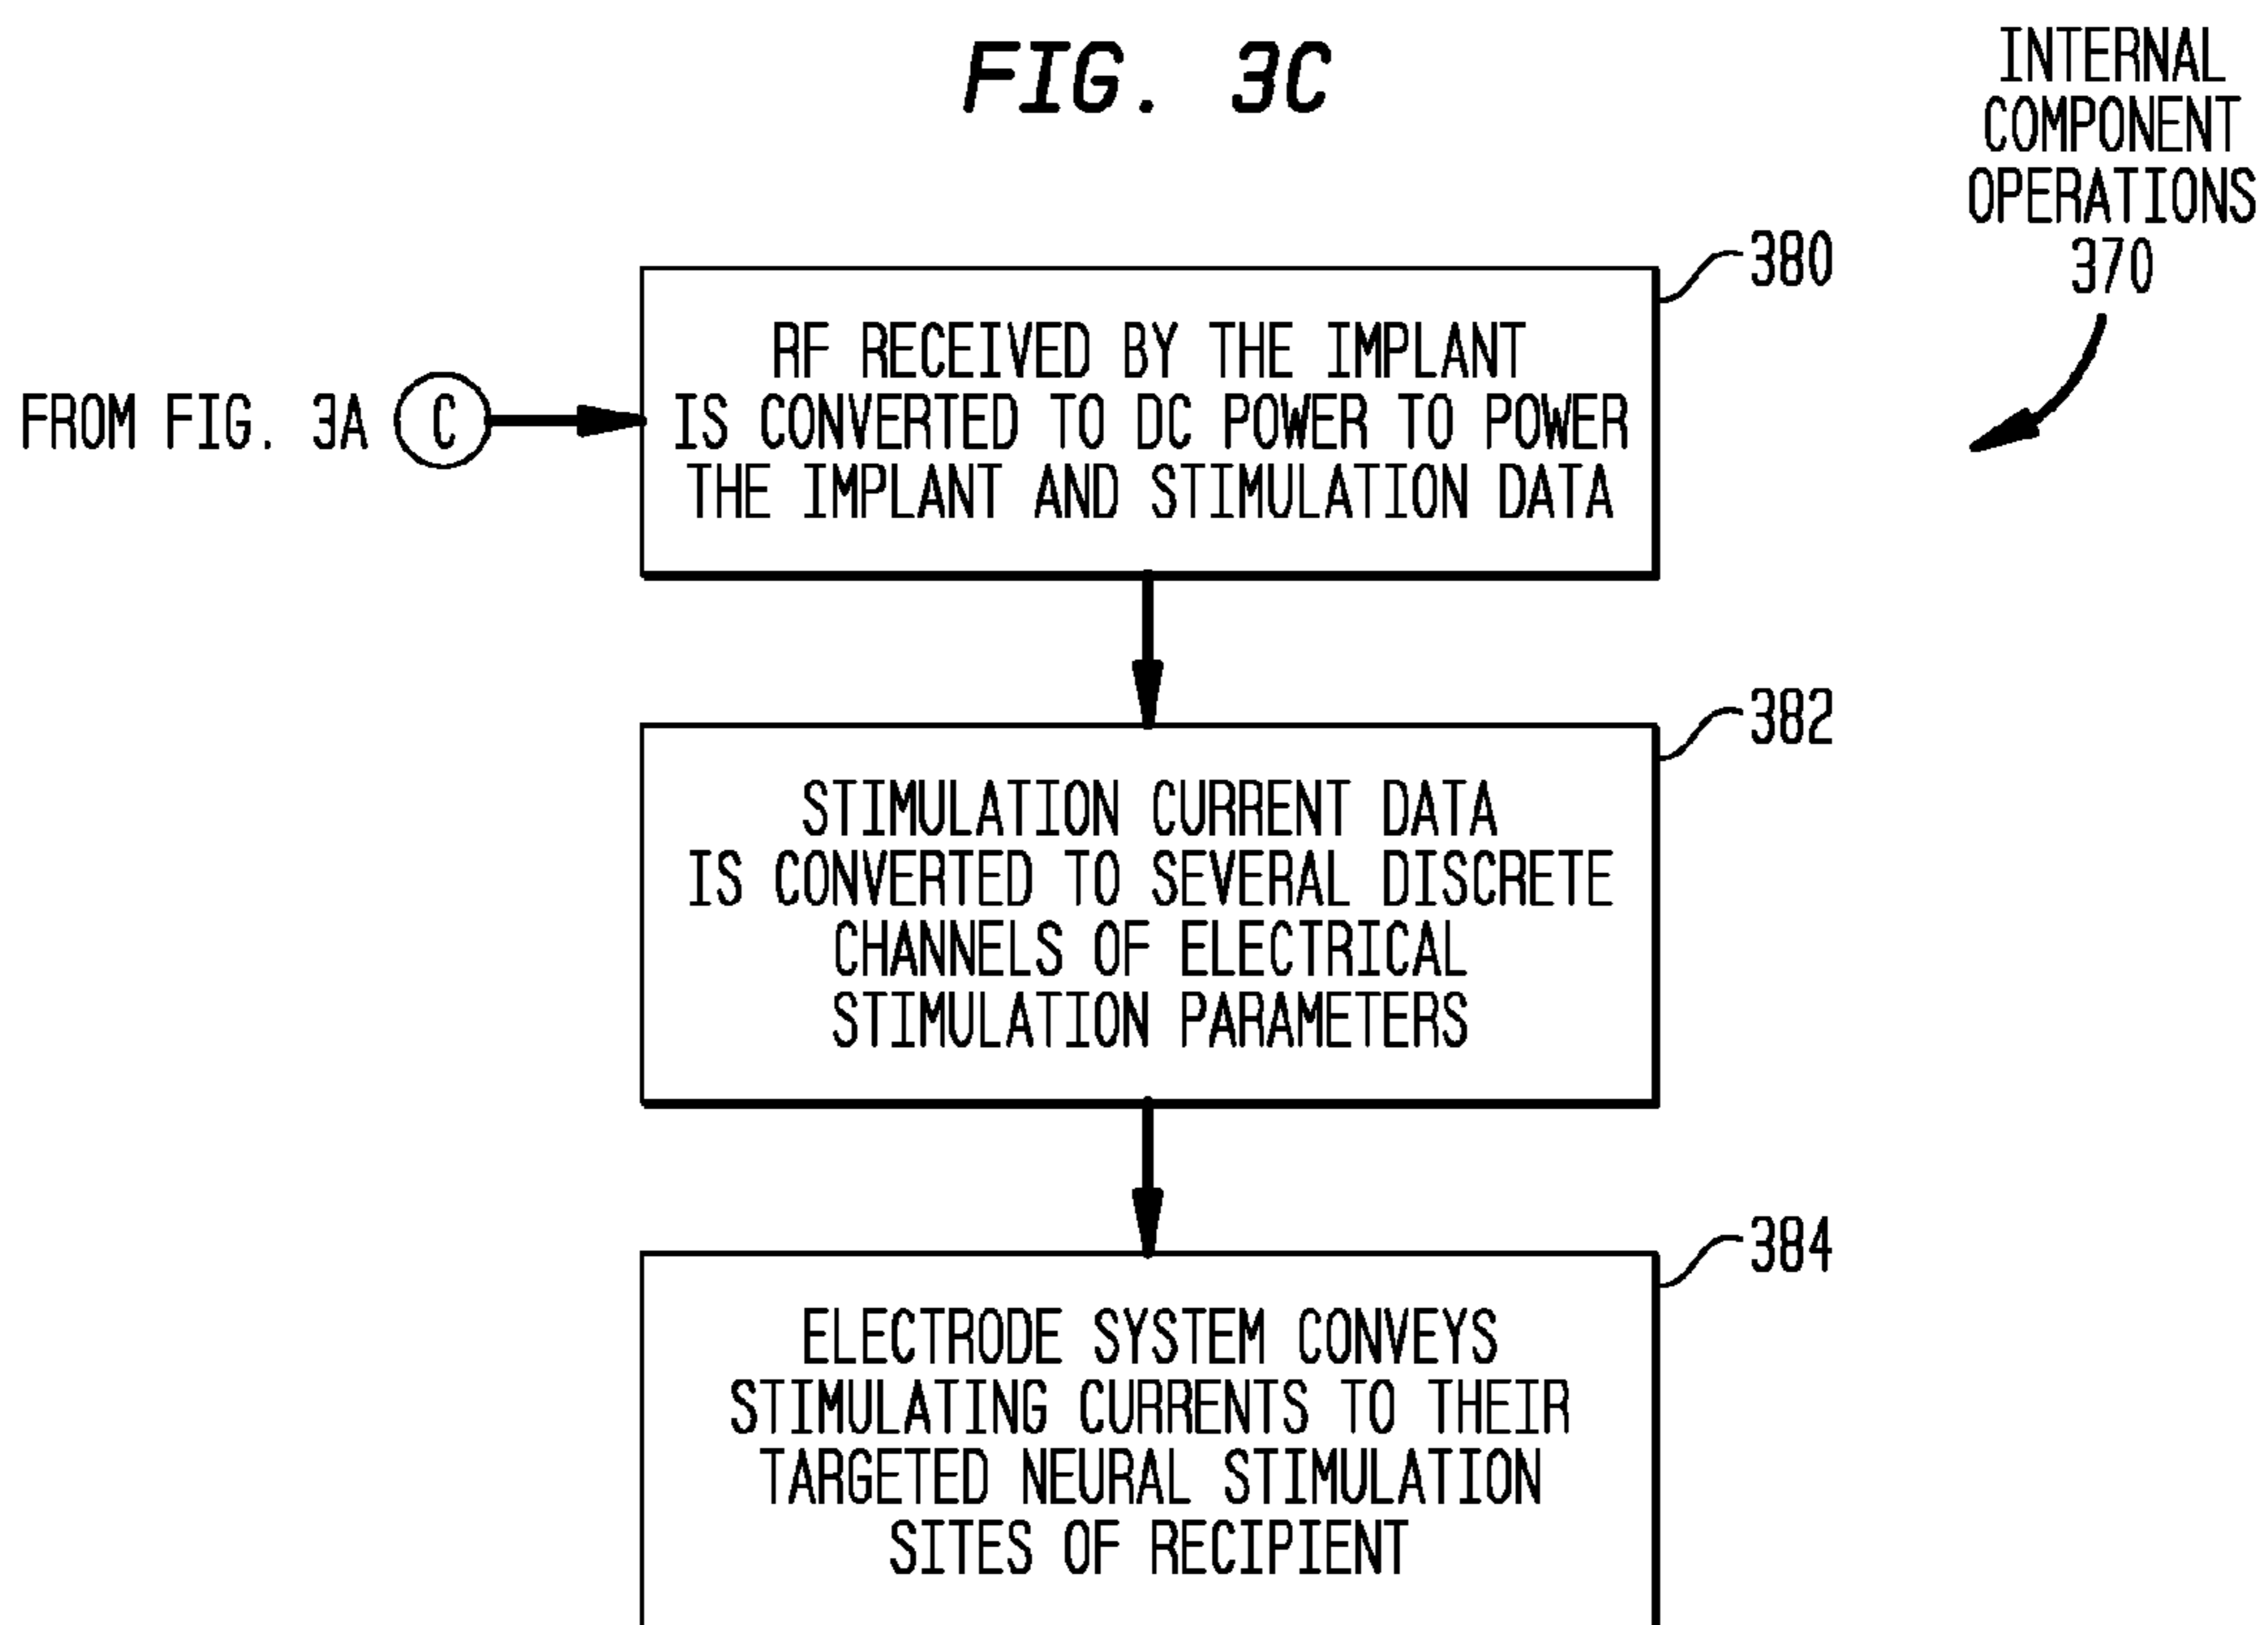 FIG. 3C
INTERNAL
COMPONENT
OPERATIONS
370
380
RF RECEIVED BY THE IMPLANT
IS CONVERTED TO DC POWER TO POWER
THE IMPLANT AND STIMULATION DATA
FROM FIG. 3A C
382
STIMULATION CURRENT DATA
IS CONVERTED TO SEVERAL DISCRETE
CHANNELS OF ELECTRICAL
STIMULATION PARAMETERS
384
ELECTRODE SYSTEM CONVEYS
STIMULATING CURRENTS TO THEIR
TARGETED NEURAL STIMULATION
SITES OF RECIPIENT